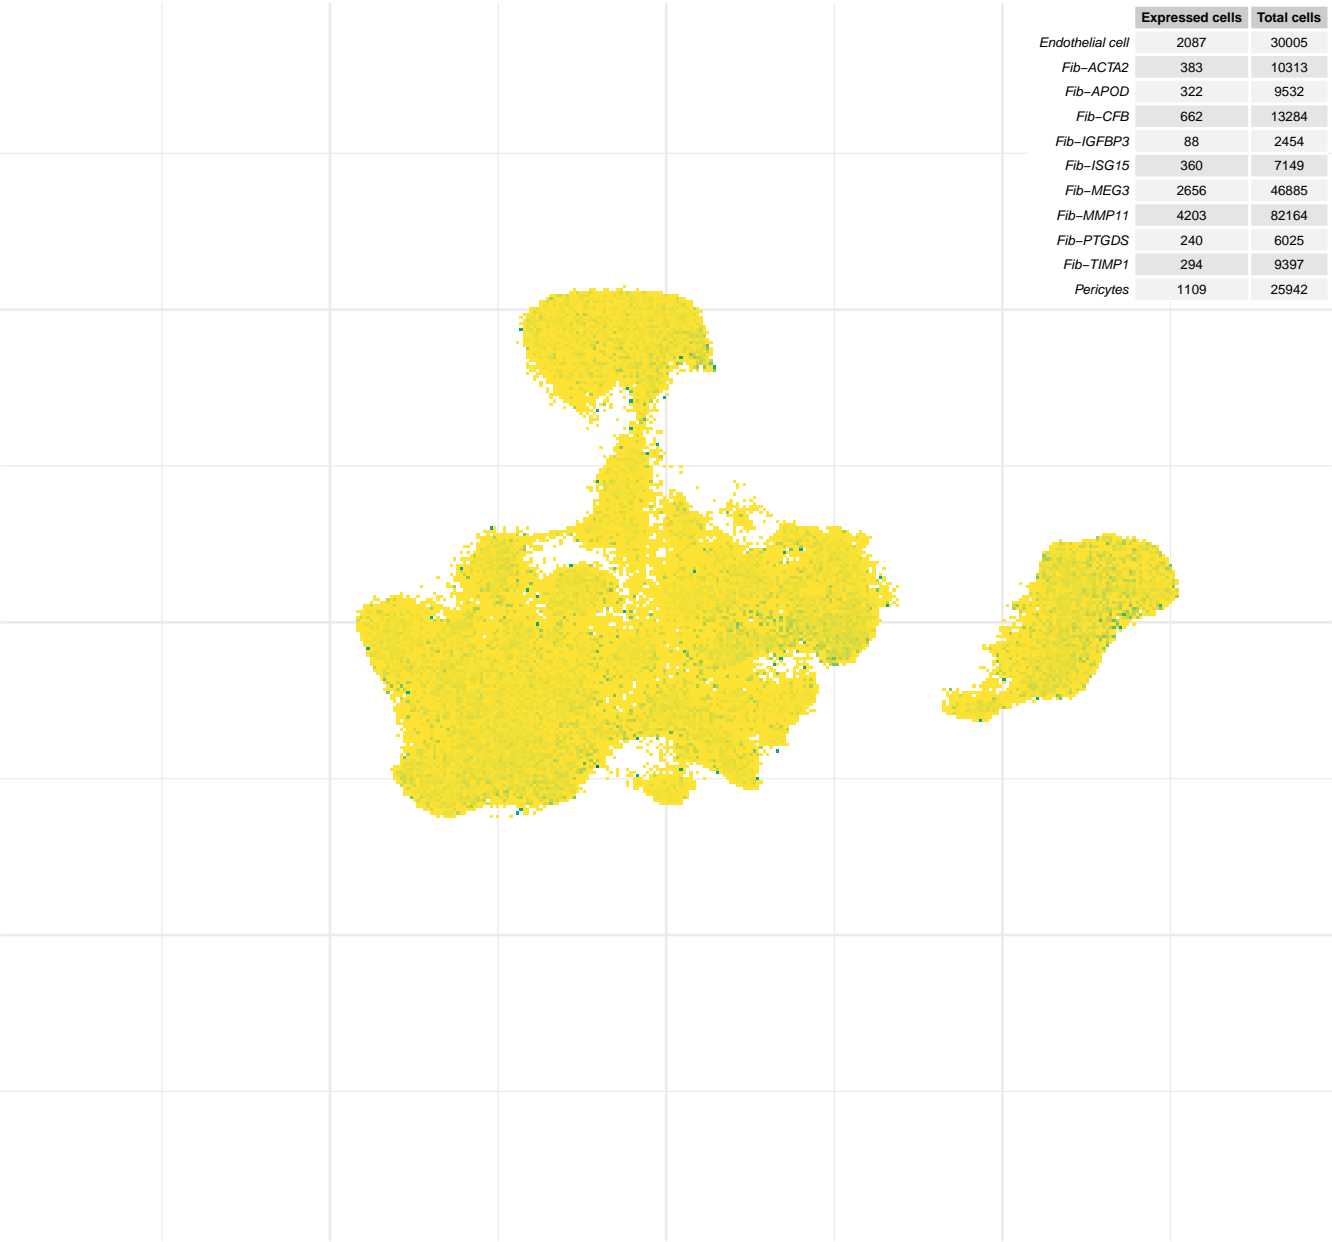 Expressed cells Total cells
Endothelial cell 2087 30005
Fib−ACTA2 383 10313
Fib−APOD 322 9532
Fib−CFB 662 13284
Fib−IGFBP3 88 2454
Fib−ISG15 360 7149
Fib−MEG3 2656 46885
Fib−MMP11 4203 82164
Fib−PTGDS 240 6025
Fib−TIMP1 294 9397
Pericytes 1109 25942